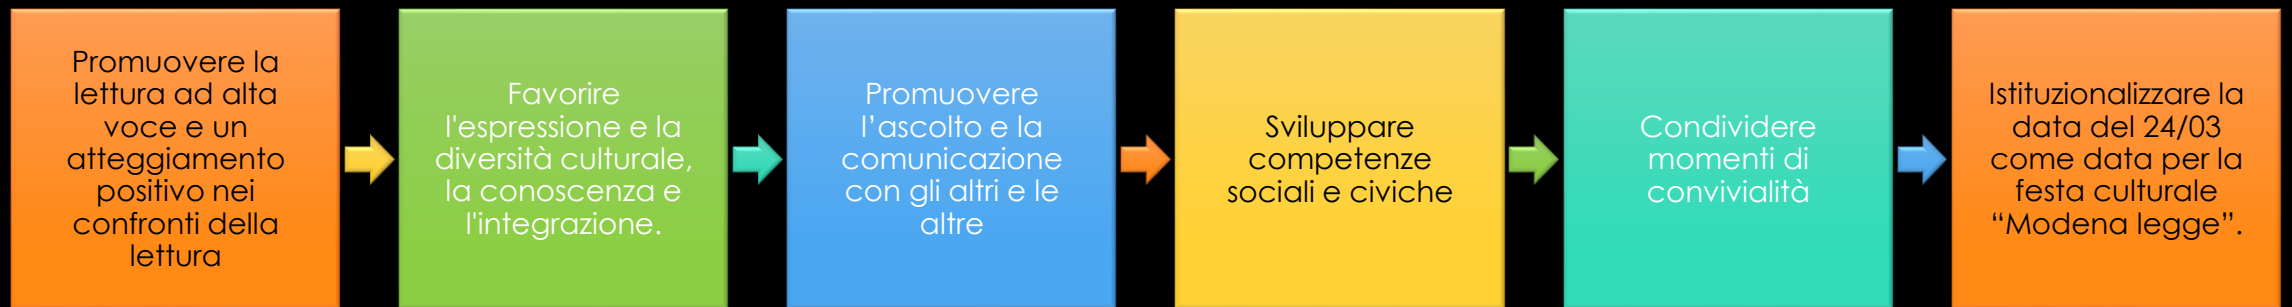 Promuovere la
lettura ad alta
voce e un
atteggiamento
positivo nei
confronti della
lettura
Favorire
l'espressione e la
diversità culturale,
la conoscenza e
l'integrazione.
Promuovere
l’ascolto e la
comunicazione
con gli altri e le
altre
Sviluppare
competenze
sociali e civiche
Condividere
momenti di
convivialità
Istituzionalizzare la
data del 24/03
come data per la
festa culturale
“Modena legge”.